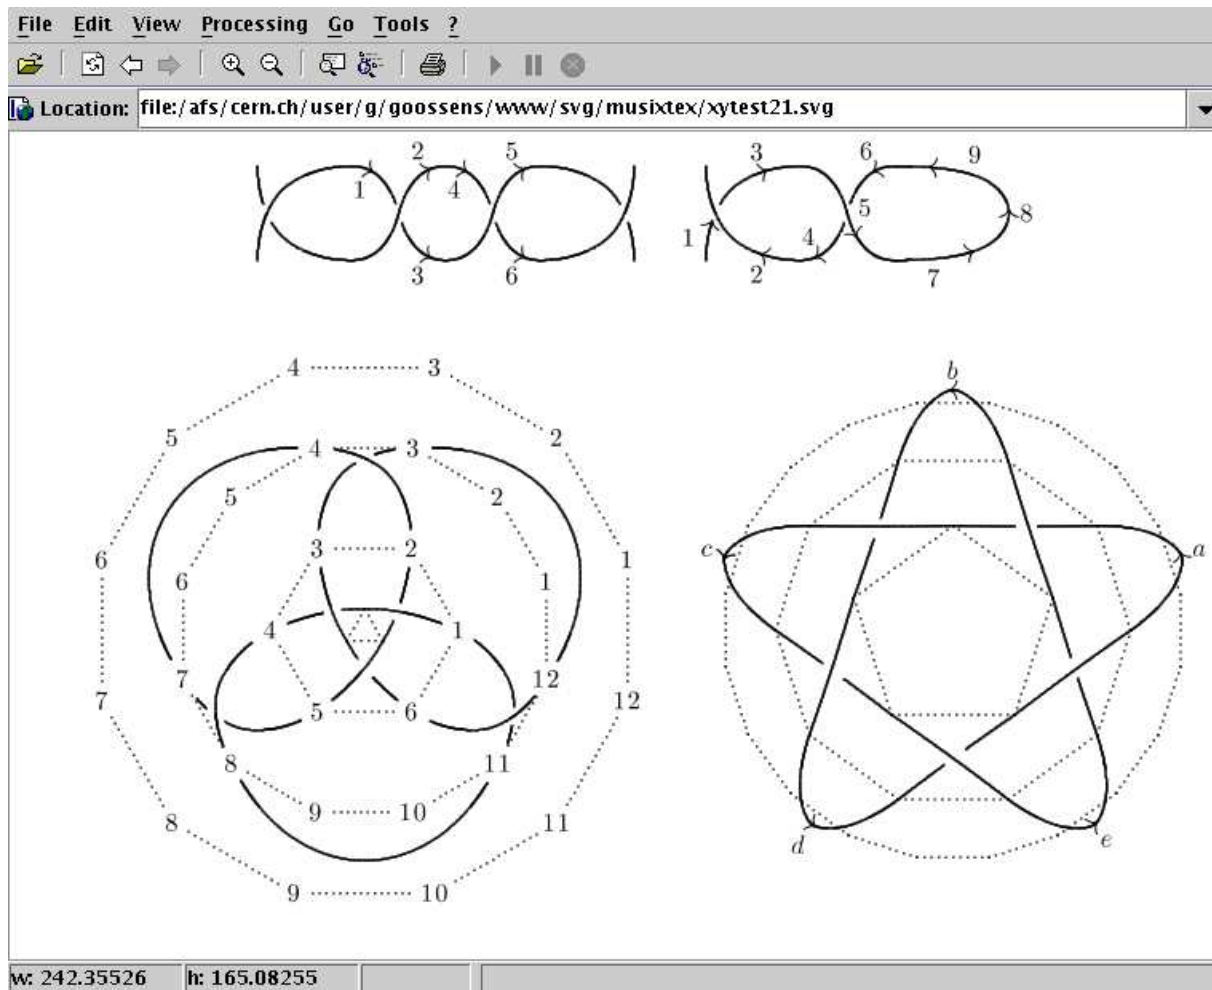 File Edit View Processing Go Tools ?
Location: file:/afs/cern.ch/user/g/goossens/www/svg/musixtex/xytest21.svg
2 5 3 6 9
1 4 5 8
1 4
3 6 2 7
4 3
b
5 2
4 3
5 2
3 2
c a
6 1
6 1
4 1
7 12
7 12
5 6
8 11
9 10
8 11
d e
9 10
w: 242.35526 h: 165.08255